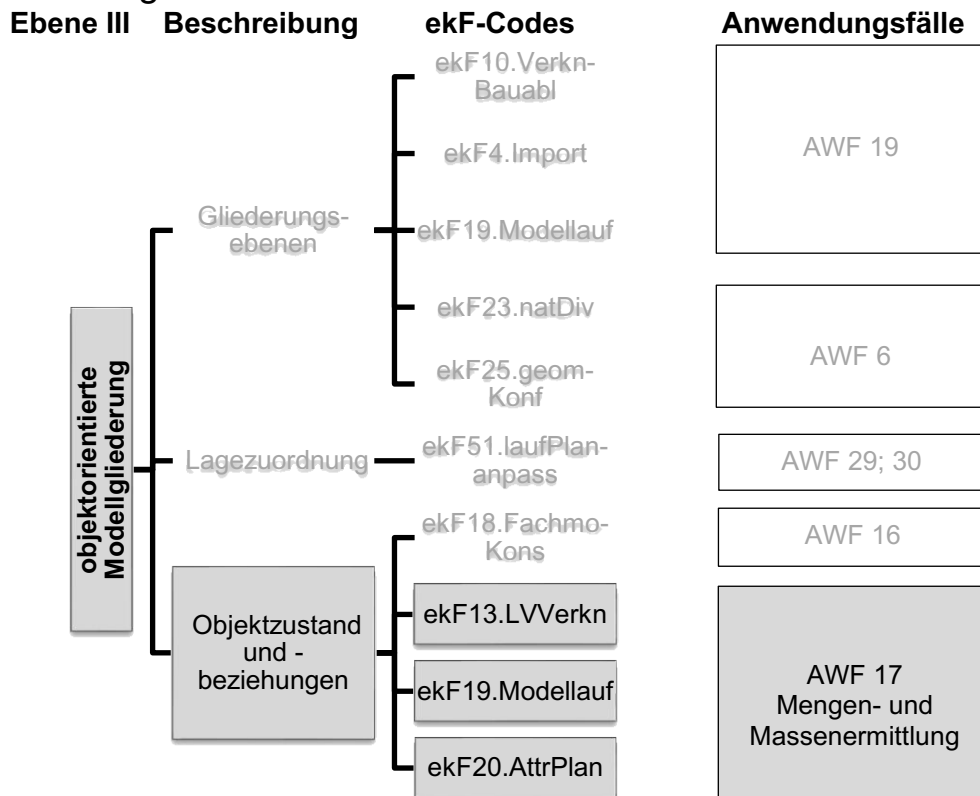 Ebene III Beschreibung ekF-Codes Anwendungsfälle
ekF10.Verkn-
Bauabl
ekF4.Import
AWF 19
Gliederungs-
ebenen
ekF19.Modellauf
ekF23.natDiv
AWF 6
ekF25.geom-
Konf
objektorientierte
Modellgliederung
Lagezuordnung
ekF51.laufPlan-
anpass
AWF 29; 30
ekF18.Fachmo-
Kons
AWF 16
Objektzustand
und -
beziehungen
ekF13.LVVerkn
ekF19.Modellauf
ekF20.AttrPlan
AWF 17
Mengen- und
Massenermittlung